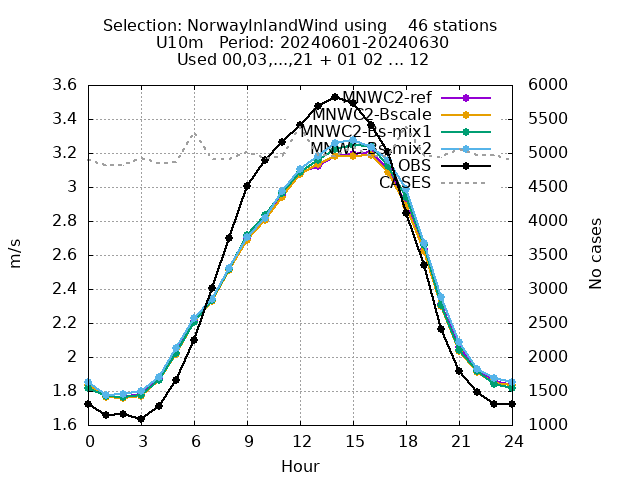 Selection: NorwayInlandWind using    46 stations
U10m   Period: 20240601-20240630
Used 00,03,...,21 + 01 02 ... 12
3.6 6000
MNWC2-ref
3.4 MNWC2-Bscale 5500
MNWC2-Bs-mix1
3.2 MNWC2-Bs-mix2 5000
OBS
3 CASES 4500
2.8 4000
2.6 3500
2.4 3000
2.2 2500
2 2000
1.8 1500
1.6 1000
0 3 6 9 12 15 18 21 24
Hour
m/s
No cases